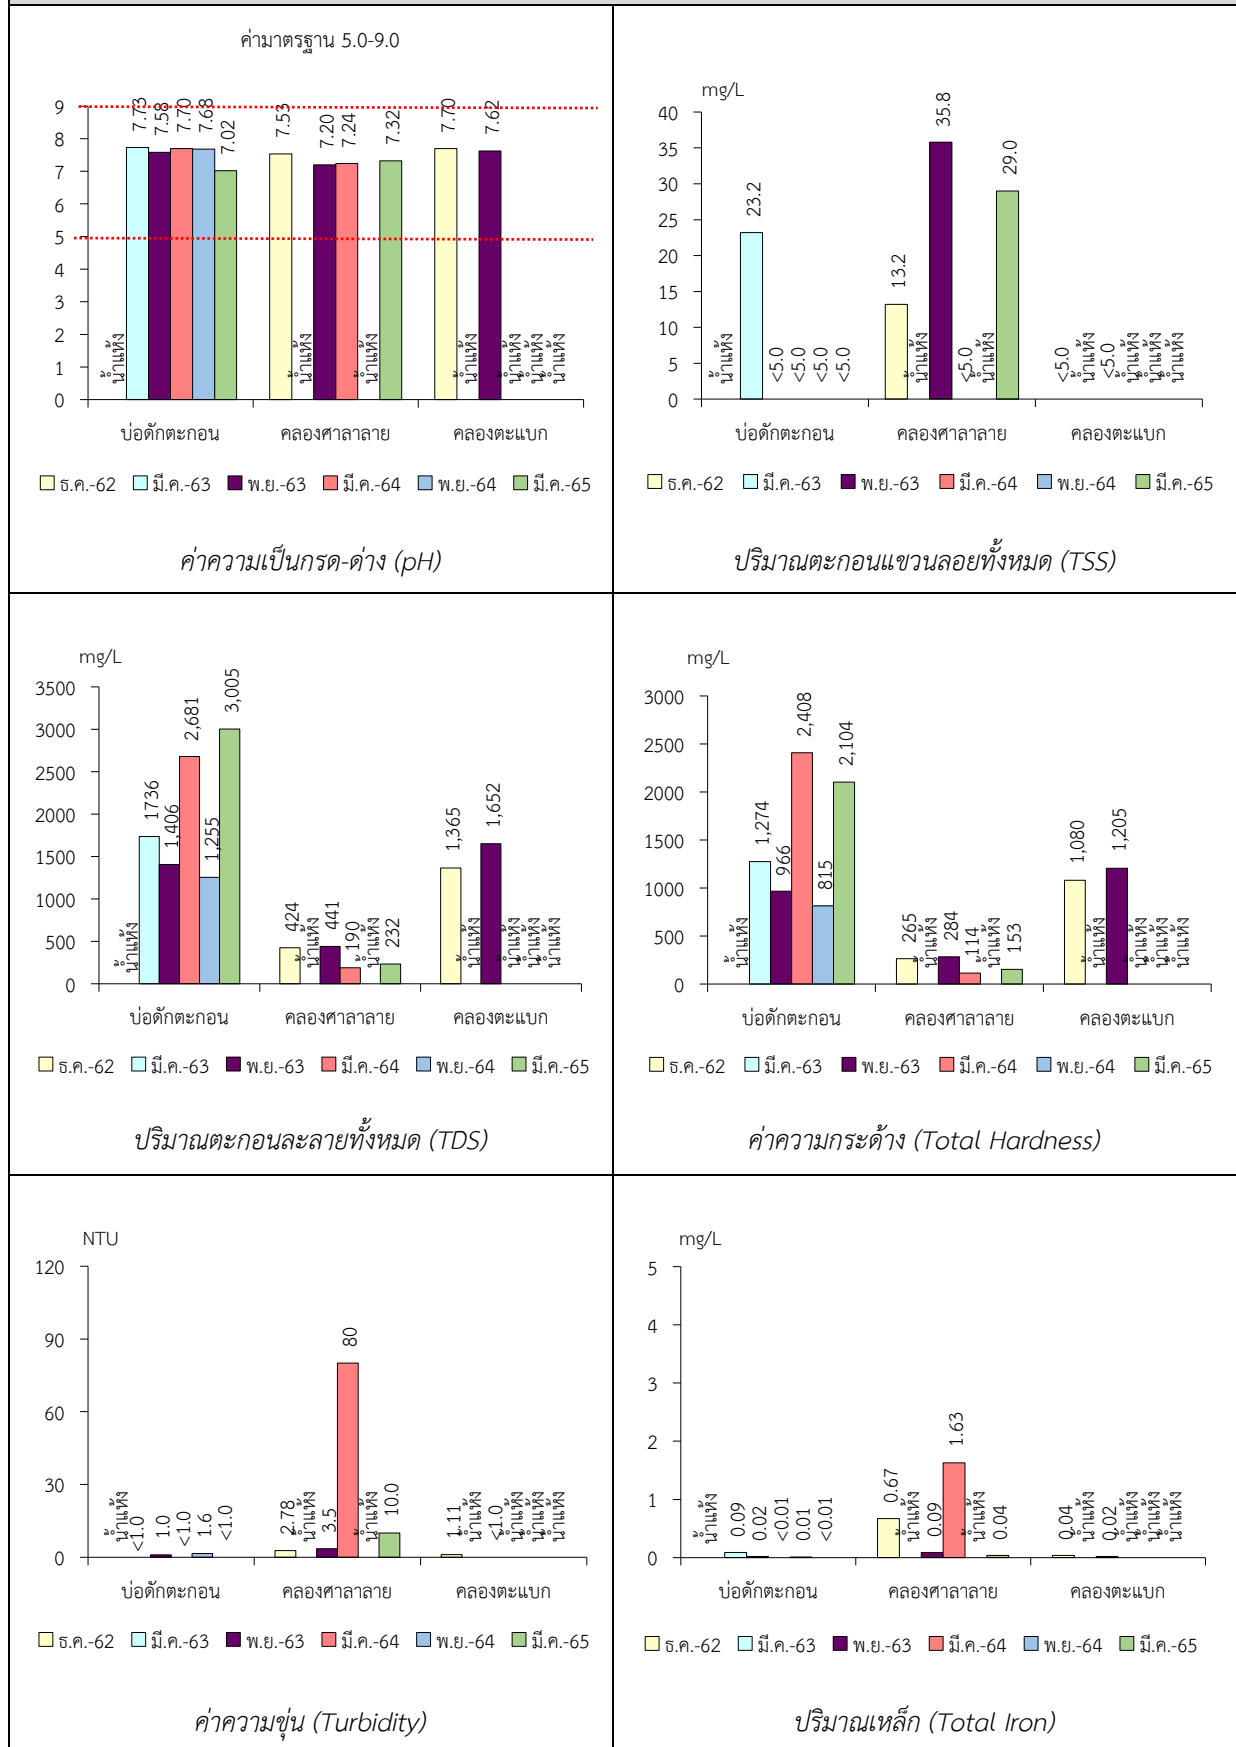 ค่ามาตรฐาน 5.0-9.0
9
8
7
6
5
4
3
2
1
0
น้ำแห้ง 7.73 7.58 7.70 7.68 7.02
7.53 น้ำแห้ง 7.20 7.24 น้ำแห้ง 7.32
7.70 น้ำแห้ง 7.62 น้ำแห้ง น้ำแห้ง น้ำแห้ง
บ่อดักตะกอน คลองศาลาลาย คลองตะแบก
ธ.ค.-62 มี.ค.-63 พ.ย.-63 มี.ค.-64 พ.ย.-64 มี.ค.-65
ค่าความเป็นกรด-ด่าง (pH)
mg/L
40
35
30
25
20
15
10
5
0
น้ำแห้ง 23.2 <5.0 <5.0 <5.0 <5.0
13.2 น้ำแห้ง 35.8 <5.0 น้ำแห้ง 29.0
<5.0 น้ำแห้ง <5.0 น้ำแห้ง น้ำแห้ง น้ำแห้ง
บ่อดักตะกอน คลองศาลาลาย คลองตะแบก
ธ.ค.-62 มี.ค.-63 พ.ย.-63 มี.ค.-64 พ.ย.-64 มี.ค.-65
ปริมาณตะกอนแขวนลอยทั้งหมด (TSS)
mg/L
3500
3000
2500
2000
1500
1000
500
0
น้ำแห้ง 1736 1,406 2,681 1,255 3,005
424 น้ำแห้ง 441 190 น้ำแห้ง 232
1,365 น้ำแห้ง 1,652 น้ำแห้ง น้ำแห้ง น้ำแห้ง
บ่อดักตะกอน คลองศาลาลาย คลองตะแบก
ธ.ค.-62 มี.ค.-63 พ.ย.-63 มี.ค.-64 พ.ย.-64 มี.ค.-65
ปริมาณตะกอนละลายทั้งหมด (TDS)
mg/L
3000
2500
2000
1500
1000
500
0
น้ำแห้ง 1,274 966 2,408 815 2,104
265 น้ำแห้ง 284 114 น้ำแห้ง 153
1,080 น้ำแห้ง 1,205 น้ำแห้ง น้ำแห้ง น้ำแห้ง
บ่อดักตะกอน คลองศาลาลาย คลองตะแบก
ธ.ค.-62 มี.ค.-63 พ.ย.-63 มี.ค.-64 พ.ย.-64 มี.ค.-65
ค่าความกระด้าง (Total Hardness)
NTU
120
90
60
30
0
น้ำแห้ง <1.0 1.0 <1.0 1.6 <1.0
2.78 น้ำแห้ง 3.5 80 น้ำแห้ง 10.0
1.11 น้ำแห้ง <1.0 น้ำแห้ง น้ำแห้ง น้ำแห้ง
บ่อดักตะกอน คลองศาลาลาย คลองตะแบก
ธ.ค.-62 มี.ค.-63 พ.ย.-63 มี.ค.-64 พ.ย.-64 มี.ค.-65
ค่าความขุ่น (Turbidity)
mg/L
5
4
3
2
1
0
น้ำแห้ง 0.09 0.02 <0.01 0.01 <0.01
0.67 น้ำแห้ง 0.09 1.63 น้ำแห้ง 0.04
0.04 น้ำแห้ง 0.02 น้ำแห้ง น้ำแห้ง น้ำแห้ง
บ่อดักตะกอน คลองศาลาลาย คลองตะแบก
ธ.ค.-62 มี.ค.-63 พ.ย.-63 มี.ค.-64 พ.ย.-64 มี.ค.-65
ปริมาณเหล็ก (Total Iron)